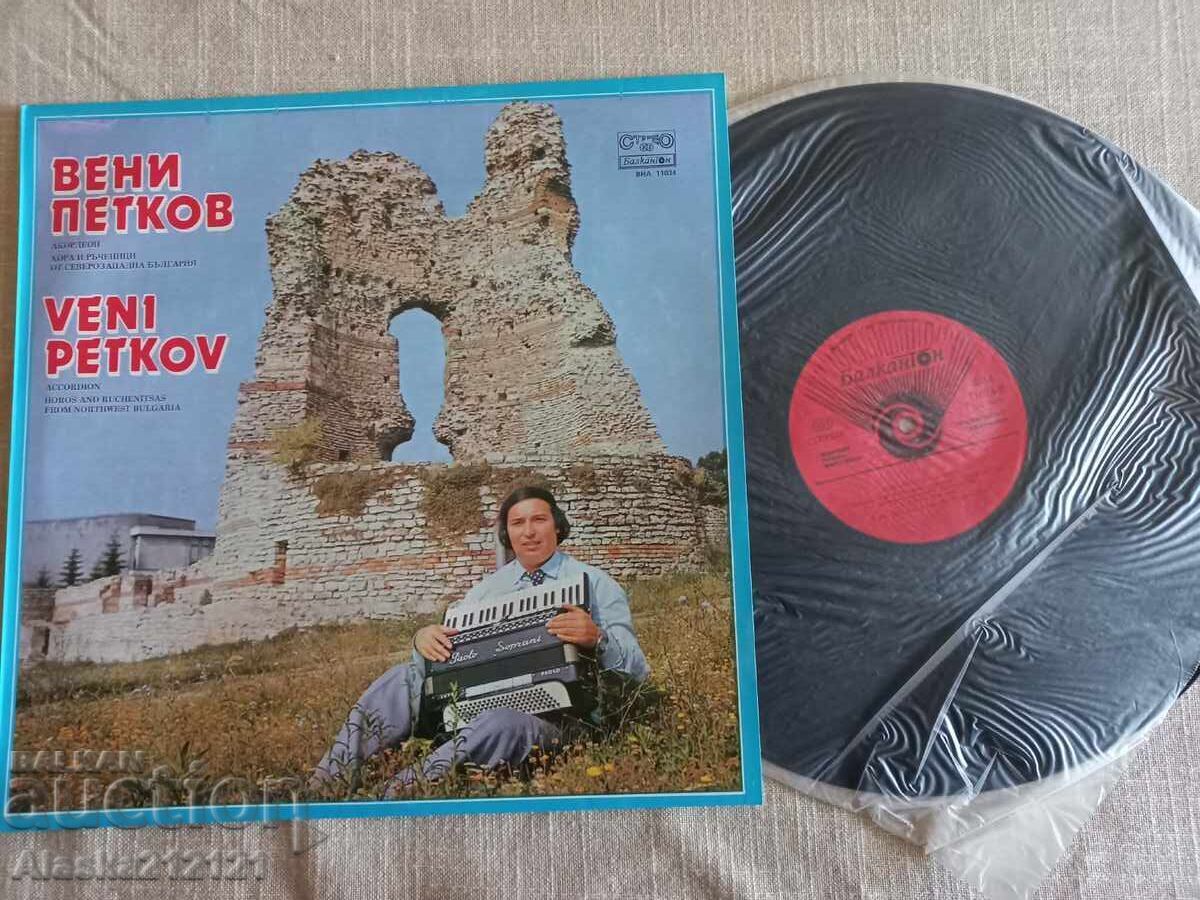 ВЕНИ
ПЕТКОВ
АКОРДЕОН
ХОРА И РЪЧЕНИЦИ
ОТ СЕВЕРОЗАПАДНА БЪЛГАРИЯ
VENI
PETKOV
ACCORDION
HOROS AND RUCHENITSAS
FROM NORTHWEST BULGARIA
СТЕРЕО
Балкантон
ВНА 11034
Paolo Soprani
PAOLO
Балкантон
BALKAN
auction
Alaska212121